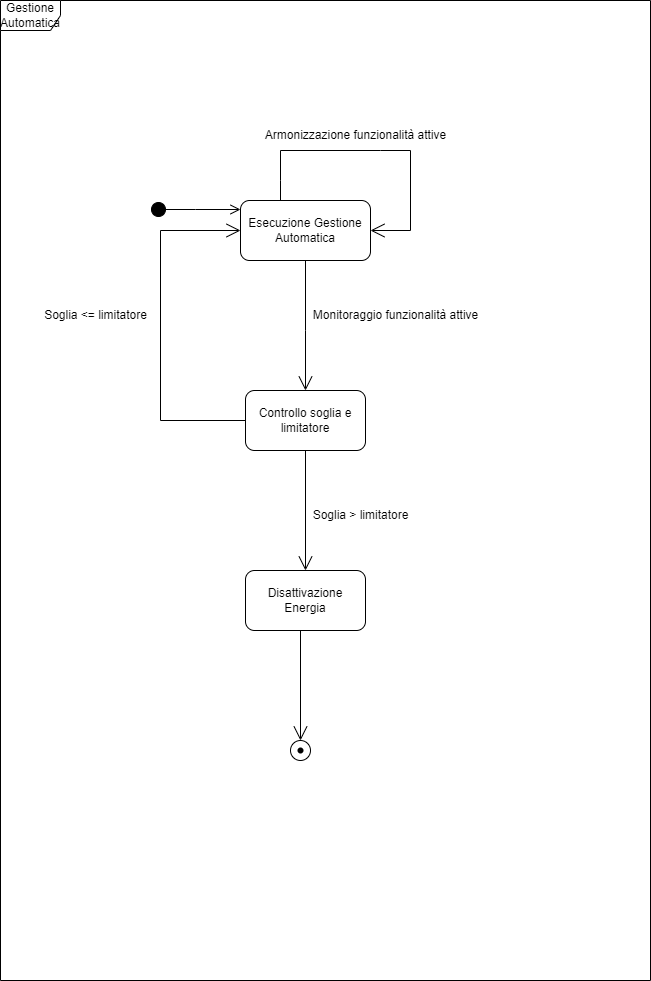 Gestione
Automatica
Armonizzazione funzionalità attive
Esecuzione Gestione
Automatica
Soglia <= limitatore
Monitoraggio funzionalità attive
Controllo soglia e
limitatore
Soglia > limitatore
Disattivazione
Energia